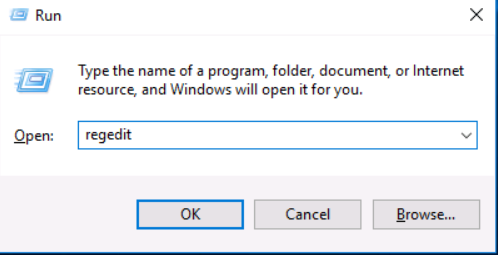 Run
Type the name of a program, folder, document, or Internet
resource, and Windows will open it for you.
Open: regedit
OK Cancel Browse...